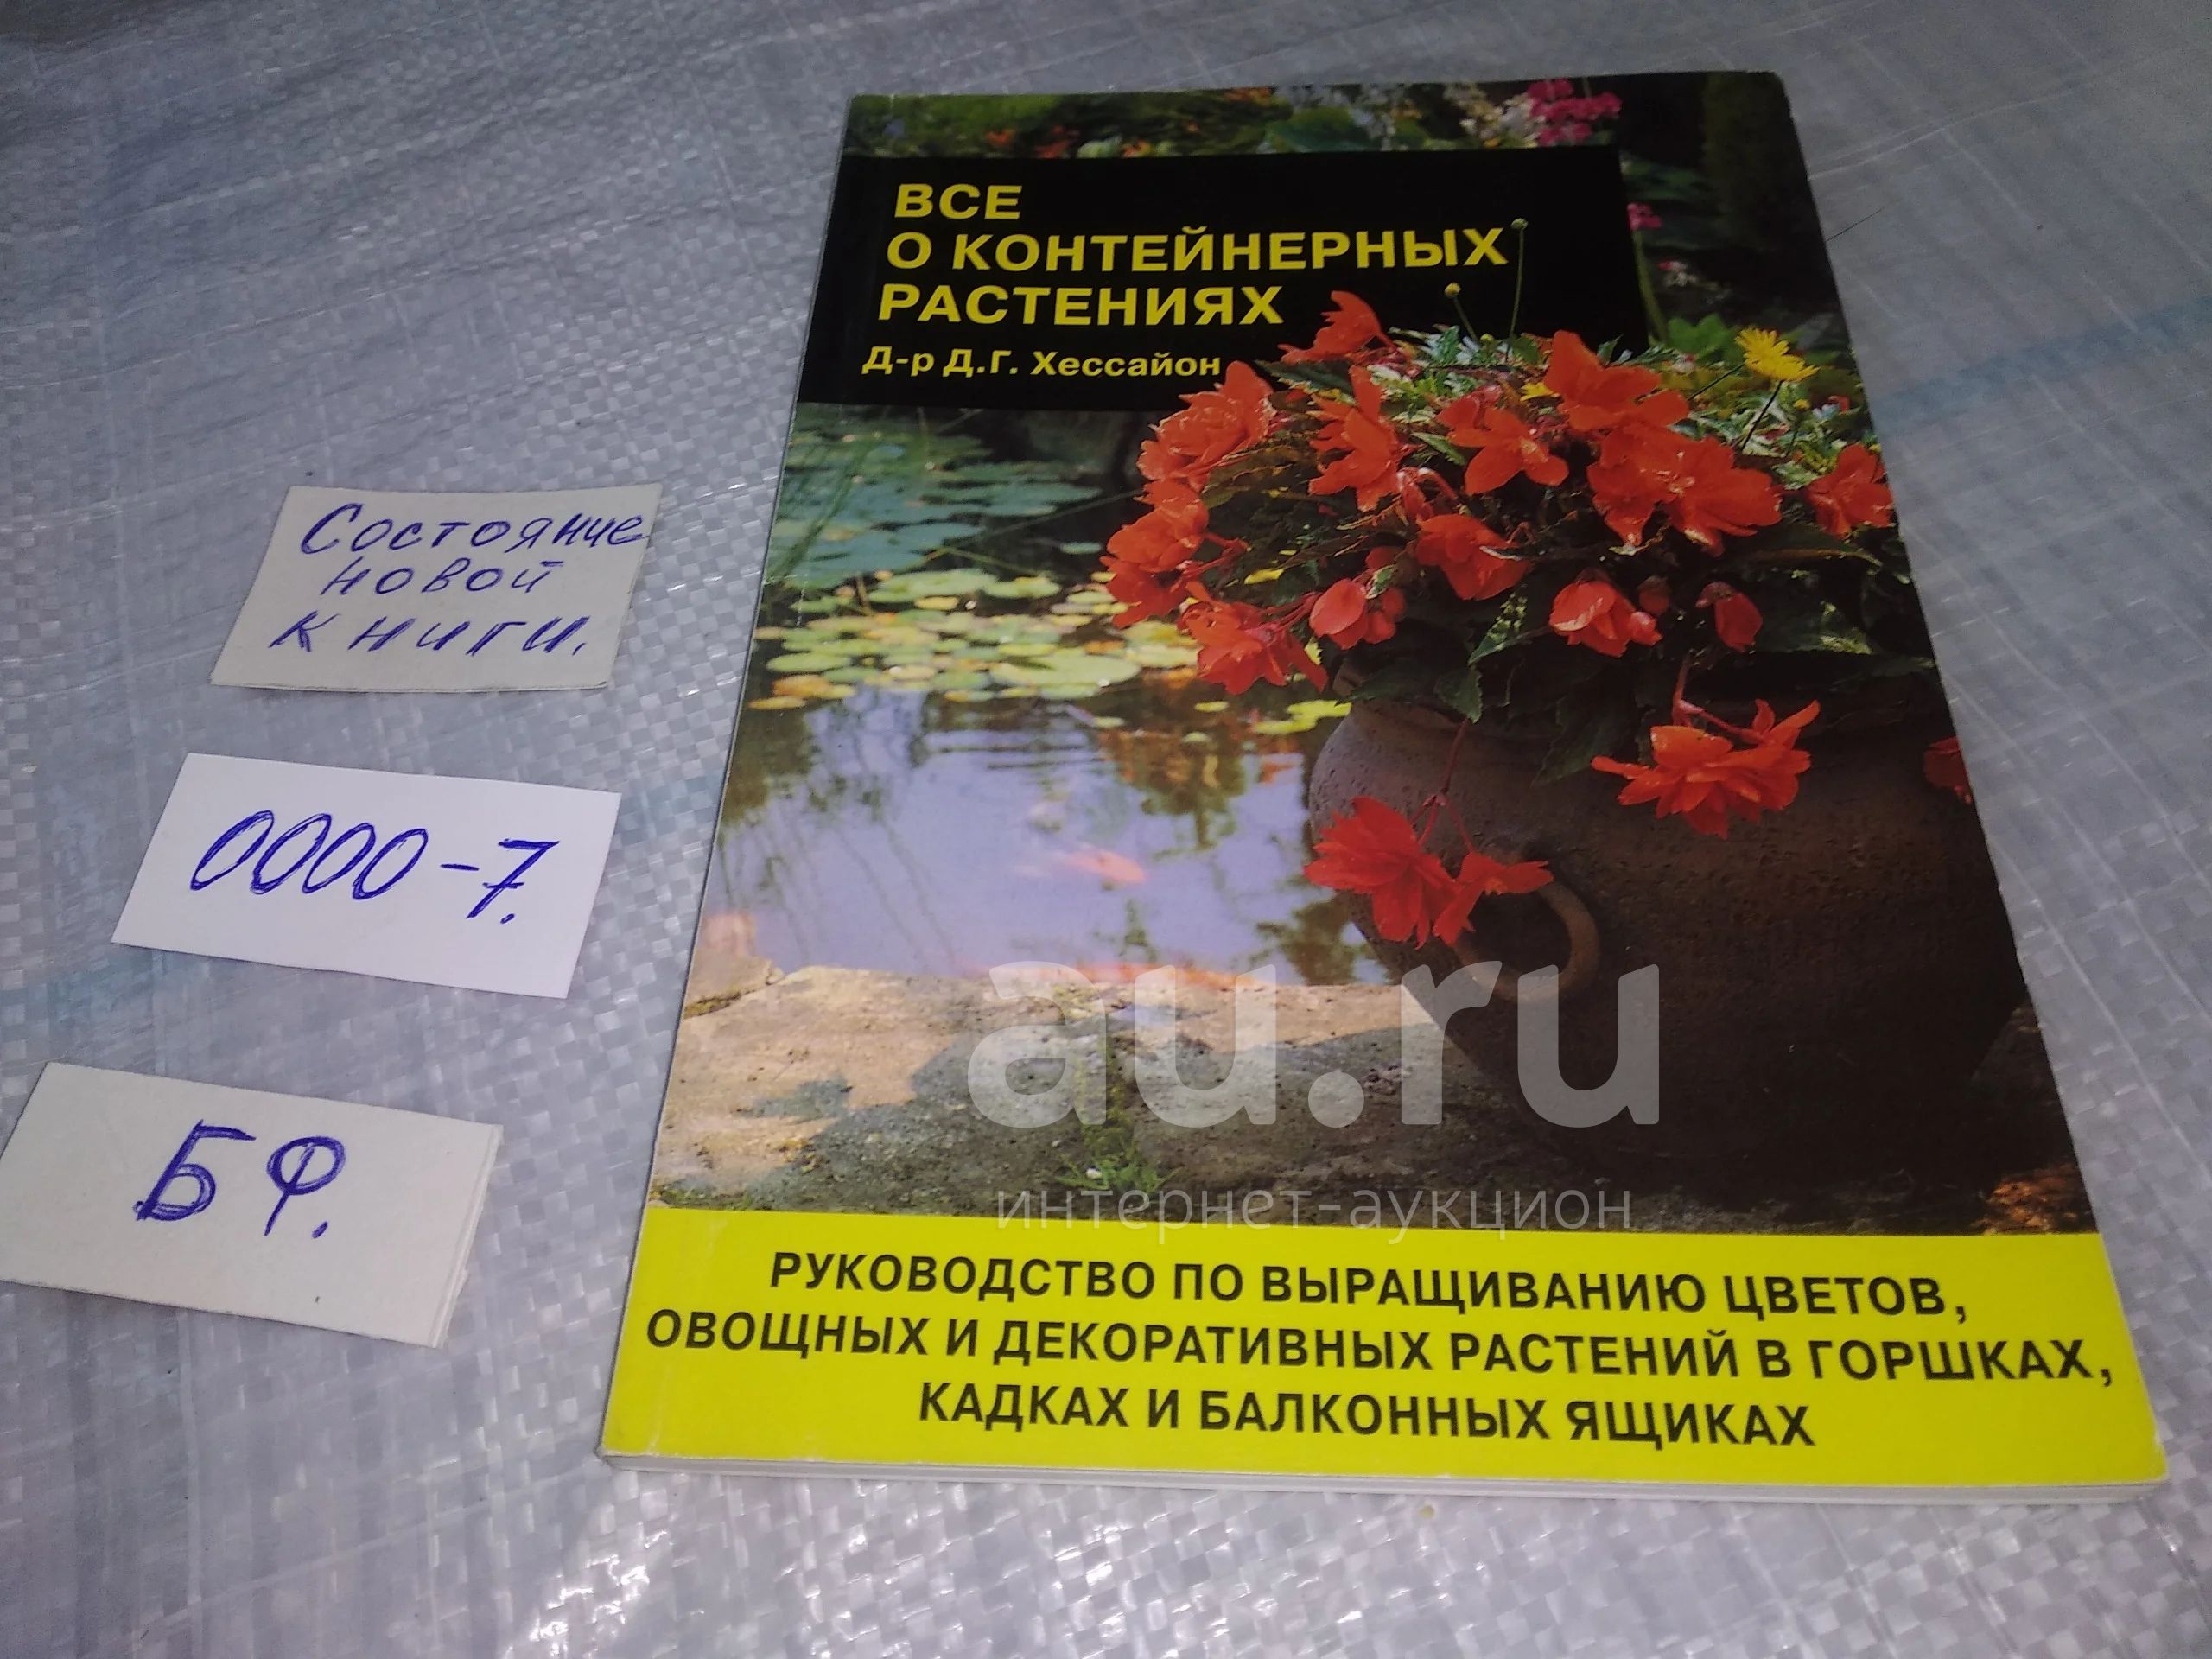 ВСЕ
О КОНТЕЙНЕРНЫХ
РАСТЕНИЯХ
Д-р Д.Г. Хессайон
Состояние
новой
книги.
0000-7.
БФ.
au.ru
интернет-аукцион
РУКОВОДСТВО ПО ВЫРАЩИВАНИЮ ЦВЕТОВ,
ОВОЩНЫХ И ДЕКОРАТИВНЫХ РАСТЕНИЙ В ГОРШКАХ,
КАДКАХ И БАЛКОННЫХ ЯЩИКАХ